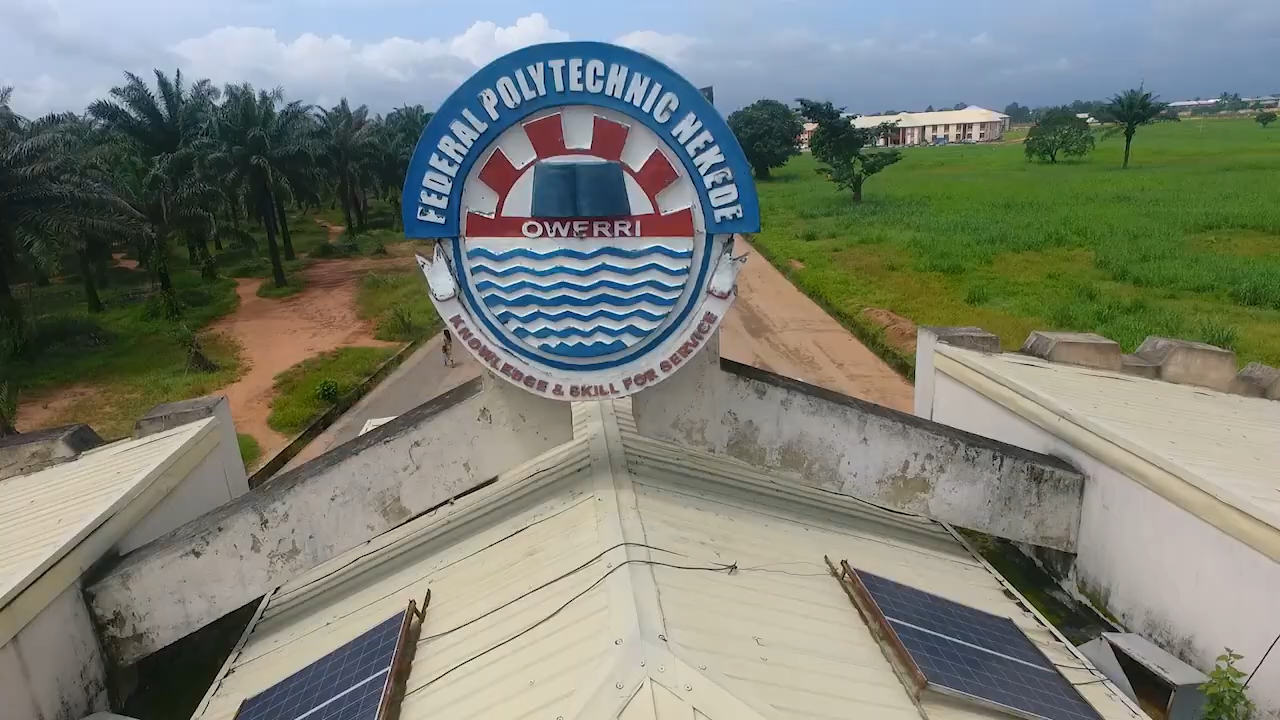 FEDERAL POLYTECHNIC NEKEDE
OWERRI
KNOWLEDGE & SKILL FOR SERVICE